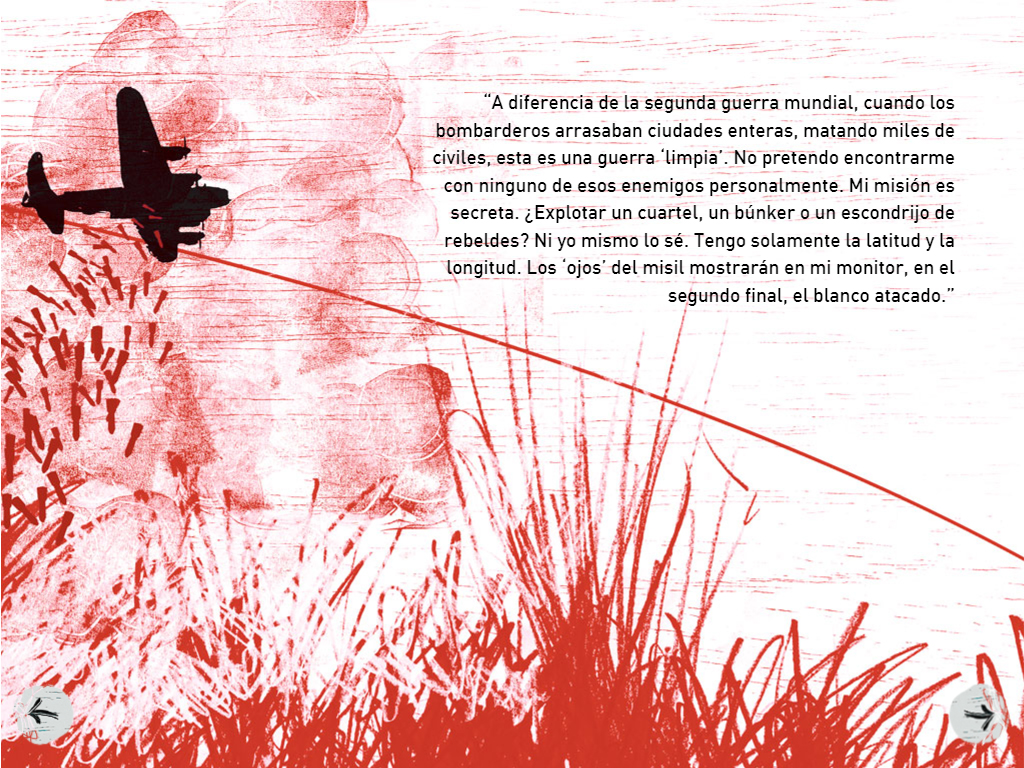 “A diferencia de la segunda guerra mundial, cuando los
bombarderos arrasaban ciudades enteras, matando miles de
civiles, esta es una guerra ‘limpia’. No pretendo encontrarme
con ninguno de esos enemigos personalmente. Mi misión es
secreta. ¿Explotar un cuartel, un búnker o un escondrijo de
rebeldes? Ni yo mismo lo sé. Tengo solamente la latitud y la
longitud. Los ‘ojos’ del misil mostrarán en mi monitor, en el
segundo final, el blanco atacado.”